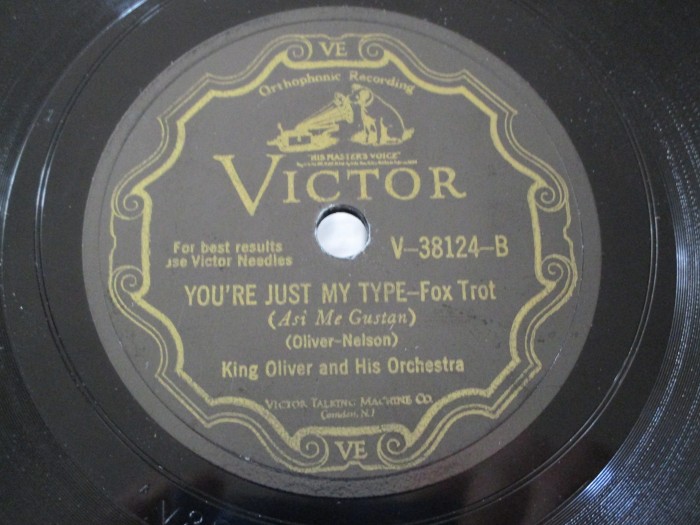 VE
Orthophonic Recording
"HIS MASTER'S VOICE"
VICTOR
For best results
use Victor Needles
V-38124-B
YOU'RE JUST MY TYPE-Fox Trot
(Asi Me Gustan)
(Oliver-Nelson)
King Oliver and His Orchestra
VICTOR TALKING MACHINE CO.
Camden, N.J.
VE